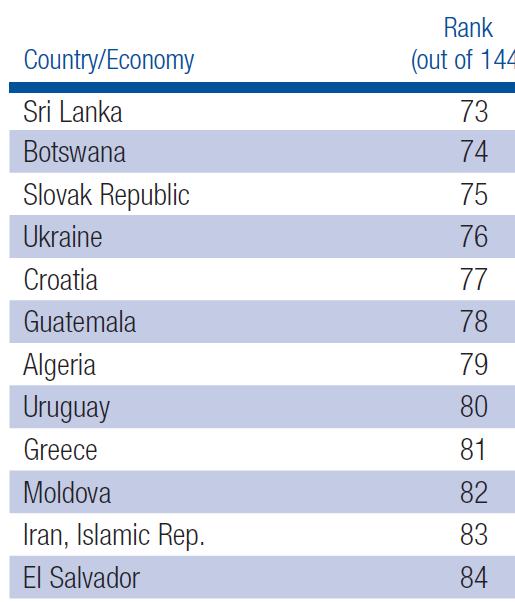 Rank
Country/Economy (out of 144
Sri Lanka 73
Botswana 74
Slovak Republic 75
Ukraine 76
Croatia 77
Guatemala 78
Algeria 79
Uruguay 80
Greece 81
Moldova 82
Iran, Islamic Rep. 83
El Salvador 84